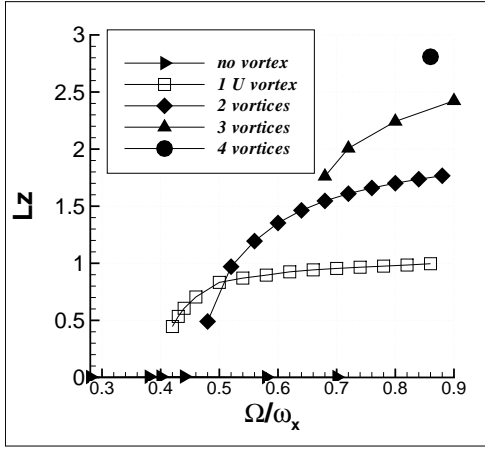 3
2.5
2
1.5
1
0.5
0
Lz
no vortex
1 U vortex
2 vortices
3 vortices
4 vortices
0.3 0.4 0.5 0.6 0.7 0.8 0.9
Ω/ω_x